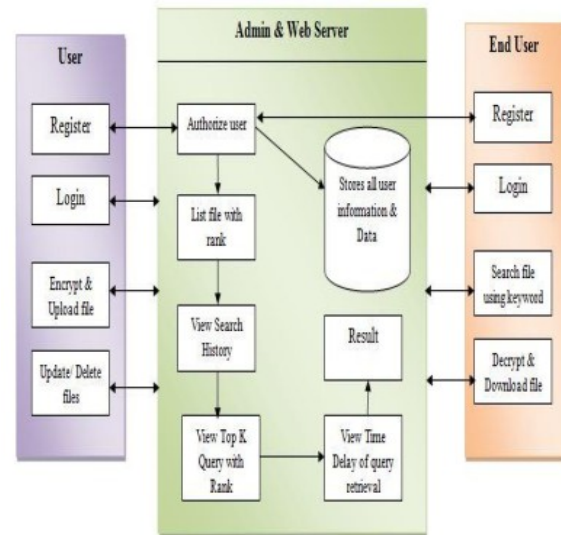 User
Register
Login
Encrypt &
Upload file
Update/ Delete
files
Admin & Web Server
Authorize user
List file with
rank
View Search
History
View Top K
Query with
Rank
Stores all user
information &
Data
Result
View Time
Delay of query
retrieval
End User
Register
Login
Search file
using keyword
Decrypt &
Download file